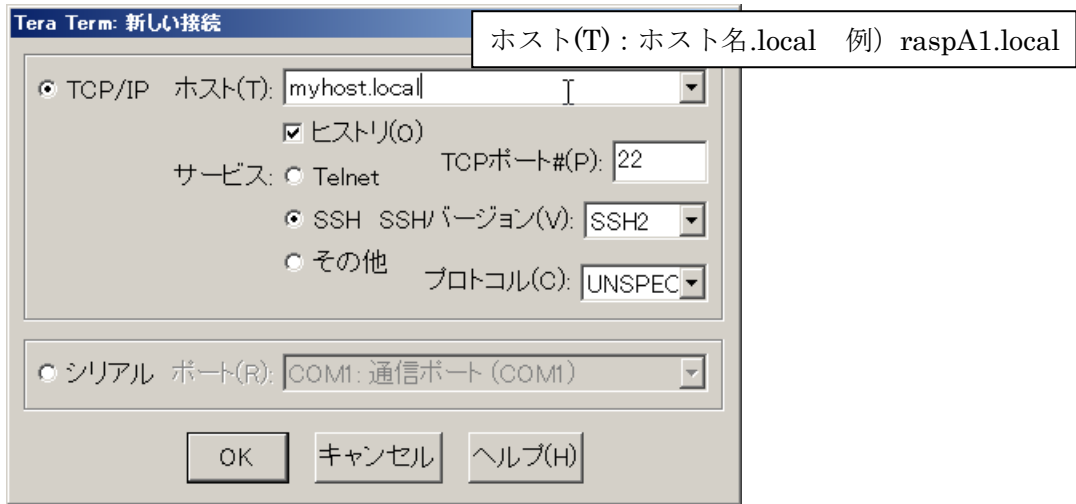 Tera Term: 新しい接続
ホスト(T)：ホスト名.local　例）raspA1.local
TCP/IP ホスト(T): myhost.local
ヒストリ(O)
サービス: Telnet TCPポート#(P): 22
SSH SSHバージョン(V): SSH2
その他 プロトコル(C): UNSPEC
シリアル ポート(R): COM1: 通信ポート (COM1)
OK キャンセル ヘルプ(H)